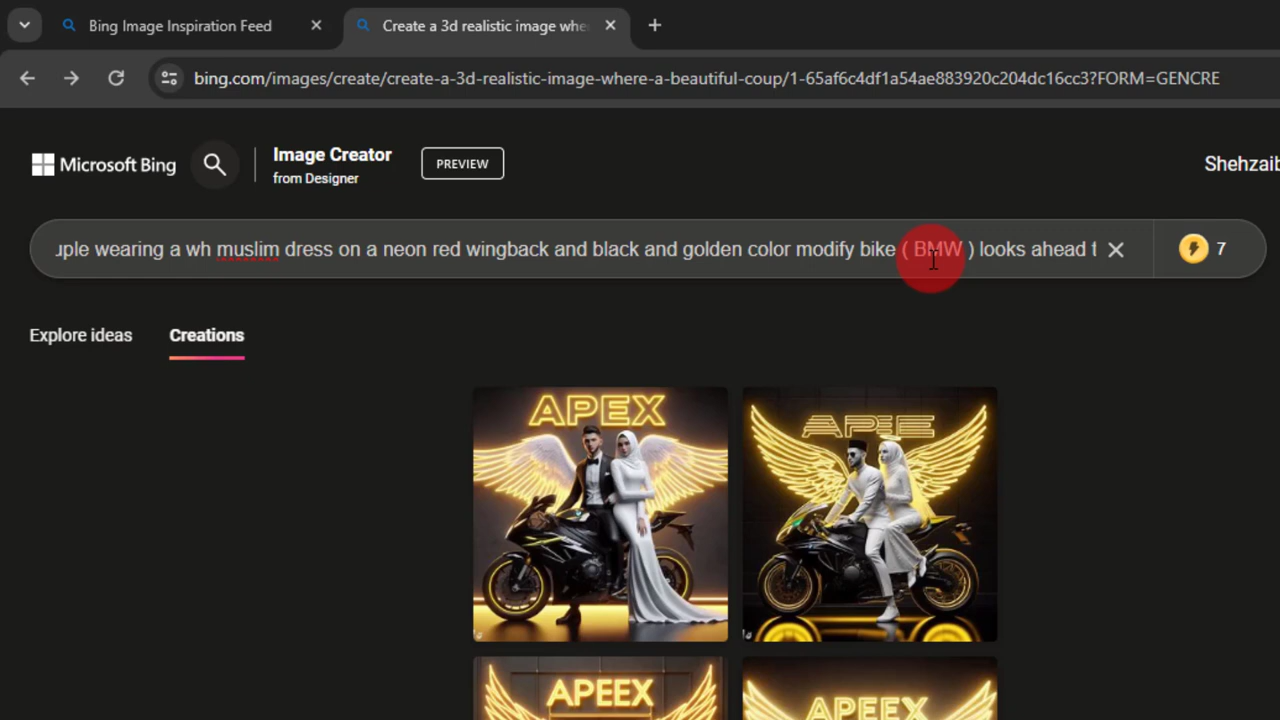 Bing Image Inspiration Feed
Create a 3d realistic image whe
bing.com/images/create/create-a-3d-realistic-image-where-a-beautiful-coup/1-65af6c4df1a54ae883920c204dc16cc3?FORM=GENCRE
Microsoft Bing
Image Creator
from Designer
PREVIEW
Shehzaib
uple wearing a wh muslim dress on a neon red wingback and black and golden color modify bike ( BMW ) looks ahead t
7
Explore ideas
Creations
APEX
APEE
APEEX
APEEX